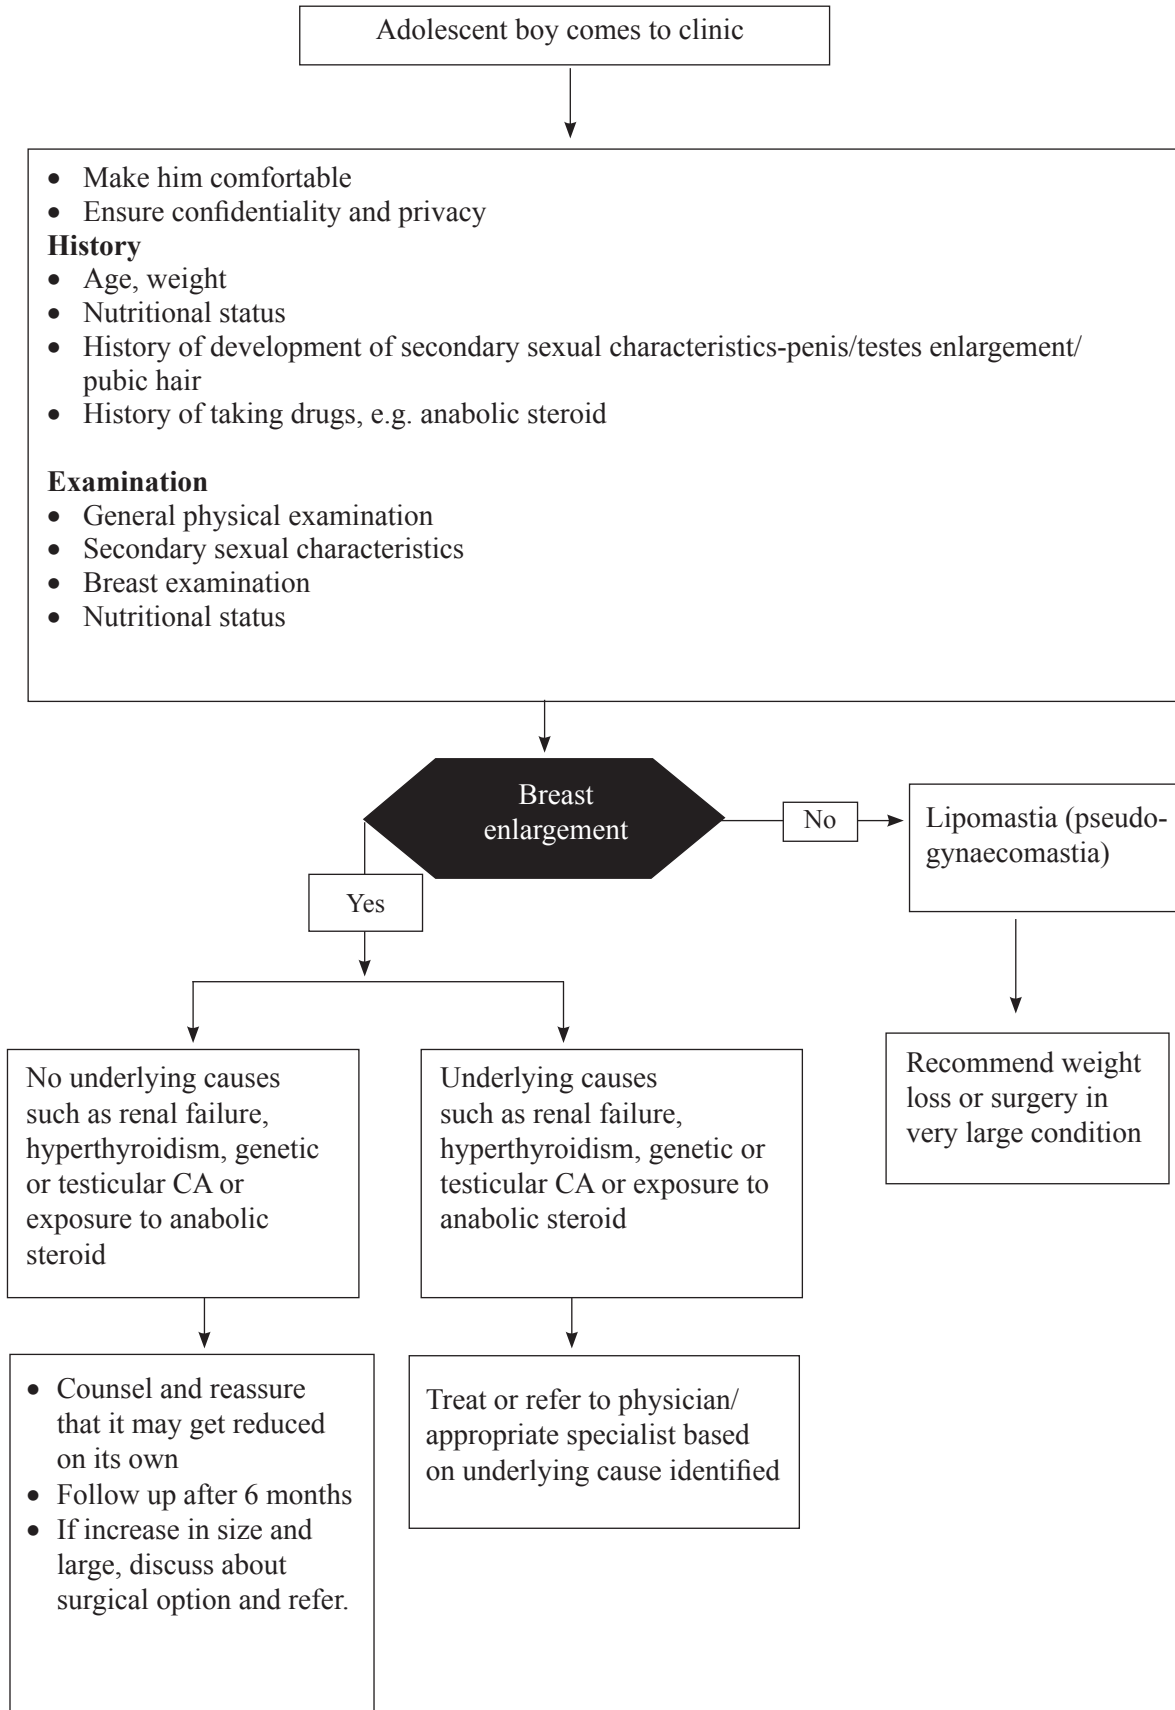 Adolescent boy comes to clinic
• Make him comfortable
• Ensure confidentiality and privacy
History
• Age, weight
• Nutritional status
• History of development of secondary sexual characteristics-penis/testes enlargement/
pubic hair
• History of taking drugs, e.g. anabolic steroid
Examination
• General physical examination
• Secondary sexual characteristics
• Breast examination
• Nutritional status
Breast
enlargement
No
Lipomastia (pseudo-
gynaecomastia)
Yes
Recommend weight
loss or surgery in
very large condition
No underlying causes
such as renal failure,
hyperthyroidism, genetic
or testicular CA or
exposure to anabolic
steroid
Underlying causes
such as renal failure,
hyperthyroidism, genetic or
testicular CA or exposure to
anabolic steroid
• Counsel and reassure
that it may get reduced
on its own
• Follow up after 6 months
• If increase in size and
large, discuss about
surgical option and refer.
Treat or refer to physician/
appropriate specialist based
on underlying cause identified